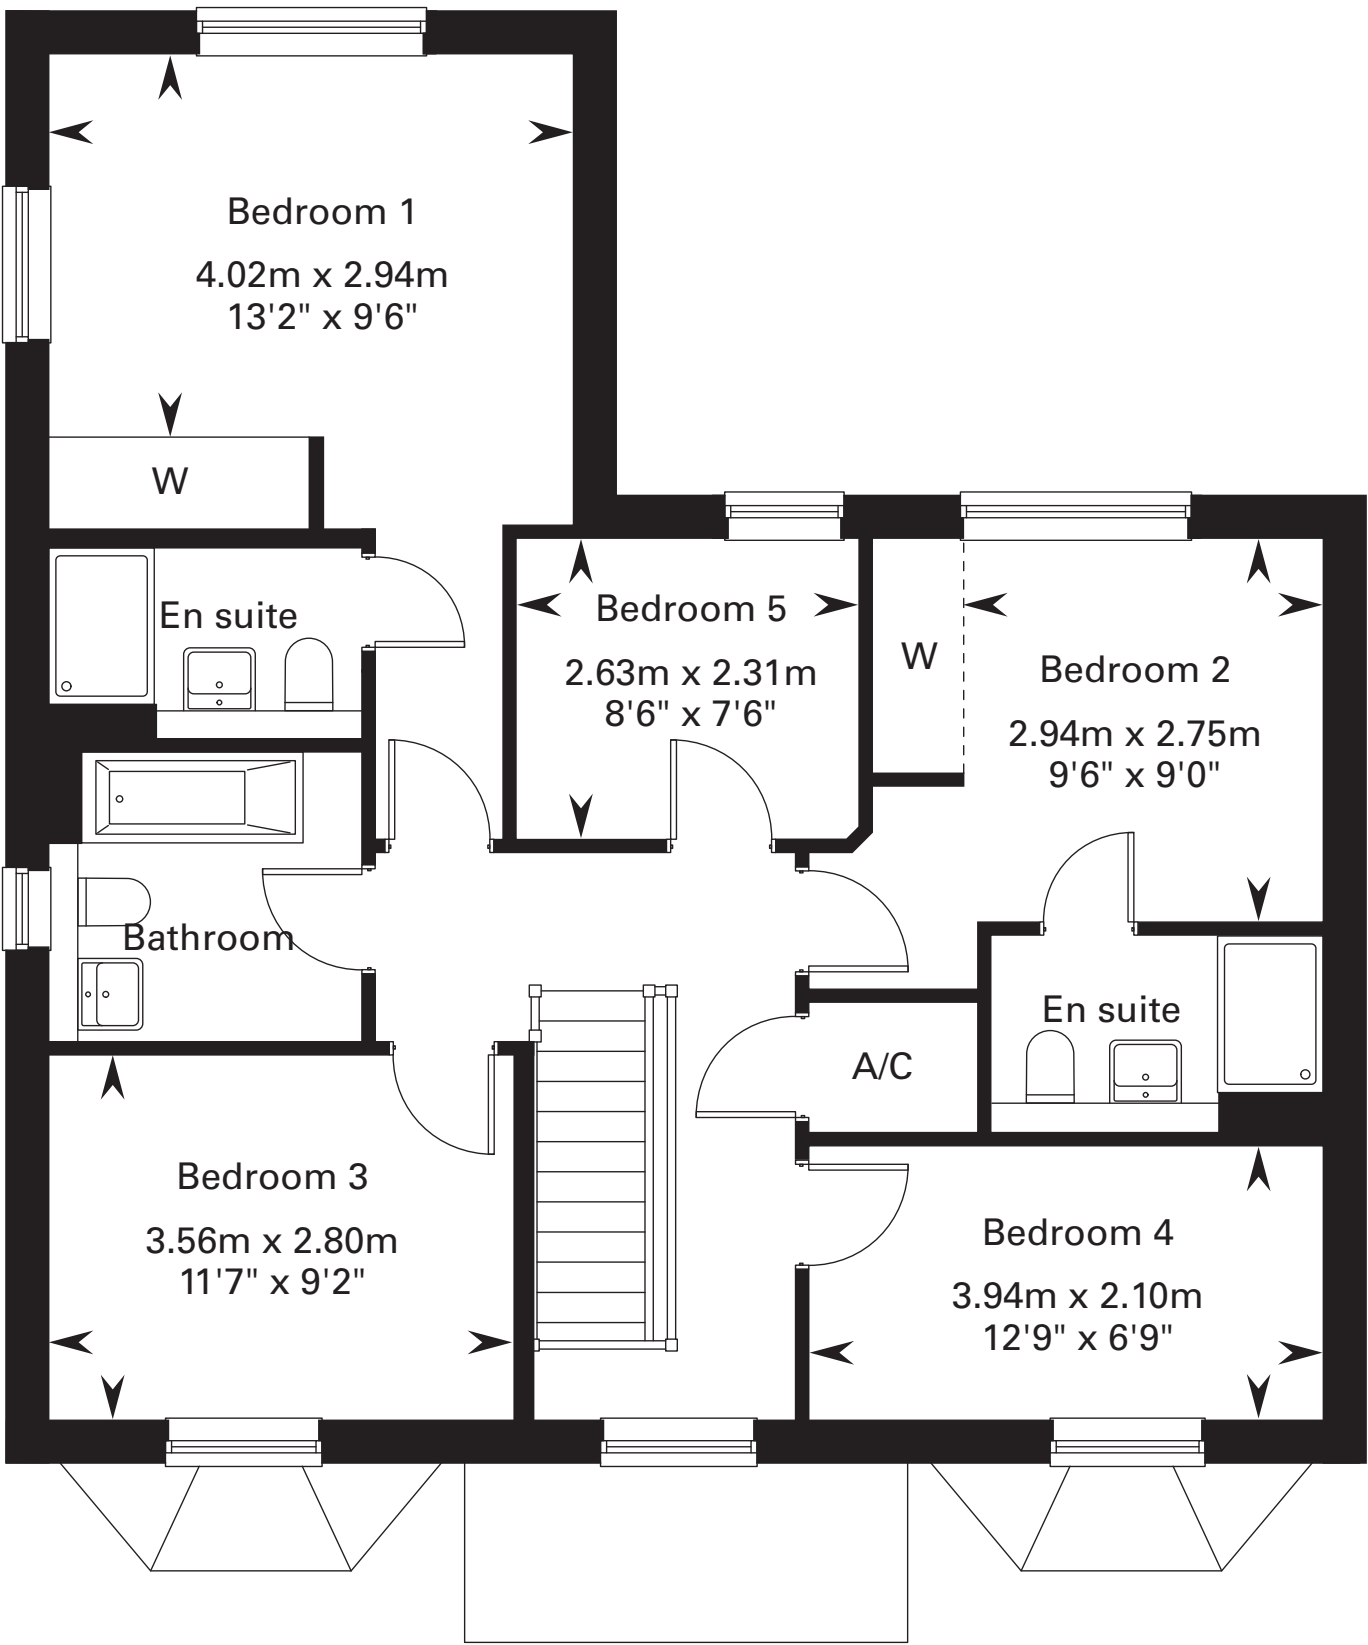 Bedroom 1
4.02m x 2.94m
13'2" x 9'6"
W
En suite
Bedroom 5
2.63m x 2.31m
8'6" x 7'6"
W
Bedroom 2
2.94m x 2.75m
9'6" x 9'0"
Bathroom
En suite
A/C
Bedroom 3
3.56m x 2.80m
11'7" x 9'2"
Bedroom 4
3.94m x 2.10m
12'9" x 6'9"